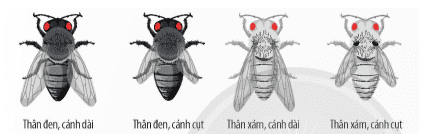 Thân đen, cánh dài Thân đen, cánh cụt Thân xám, cánh dài Thân xám, cánh cụt